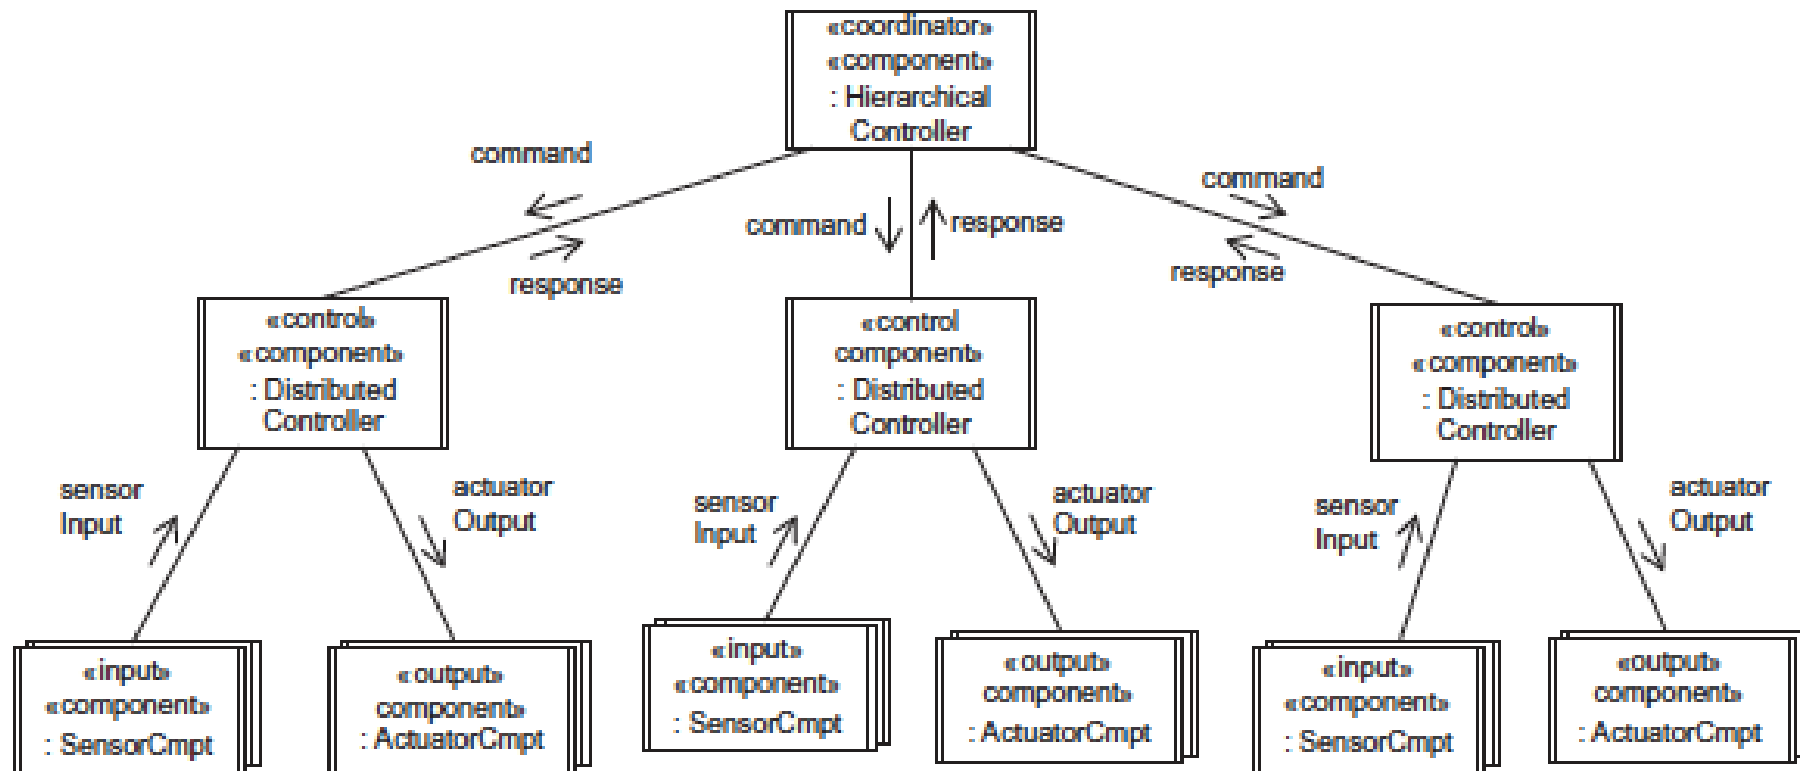 «coordinator»
«component»
: Hierarchical
Controller
command
response
command
response
command
response
«control»
«component»
: Distributed
Controller
«control
component»
: Distributed
Controller
«control»
«component»
: Distributed
Controller
sensor
Input
actuator
Output
sensor
Input
actuator
Output
sensor
Input
actuator
Output
«input»
«component»
: SensorCmpt
«output»
component»
: ActuatorCmpt
«input»
«component»
: SensorCmpt
«output»
component»
: ActuatorCmpt
«input»
«component»
: SensorCmpt
«output»
component»
: ActuatorCmpt